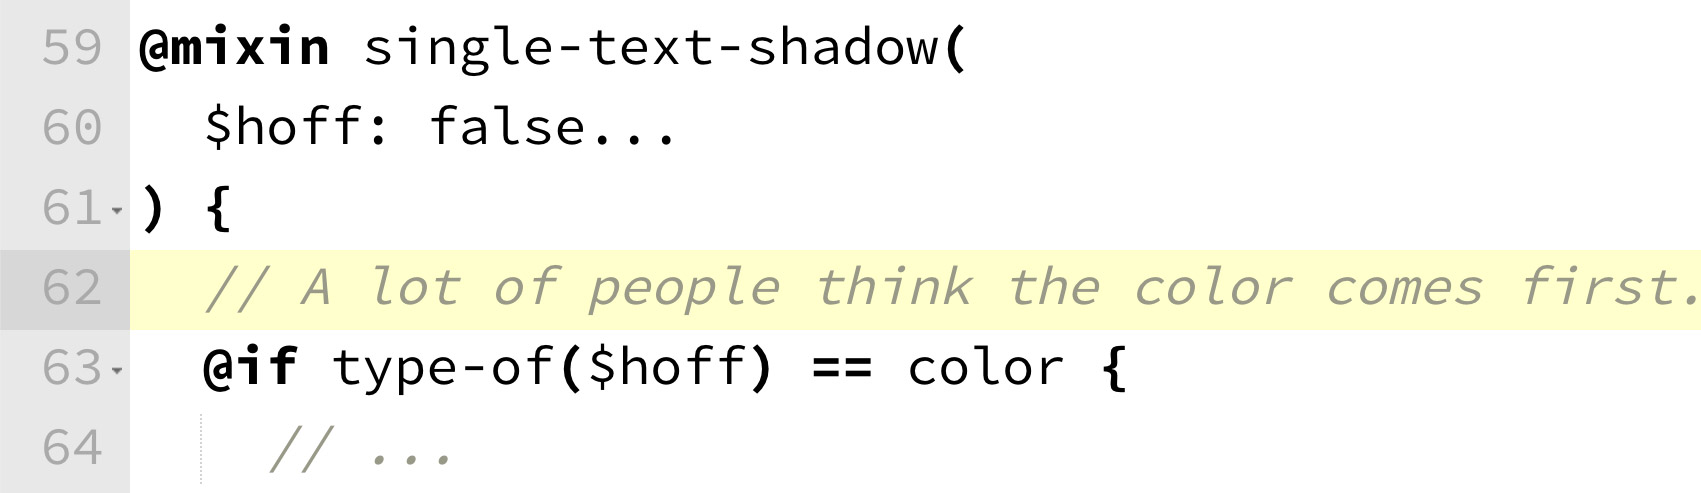 59 @mixin single-text-shadow(
60 $hoff: false...
61 ) {
62 // A lot of people think the color comes first.
63 @if type-of($hoff) == color {
64 // ...